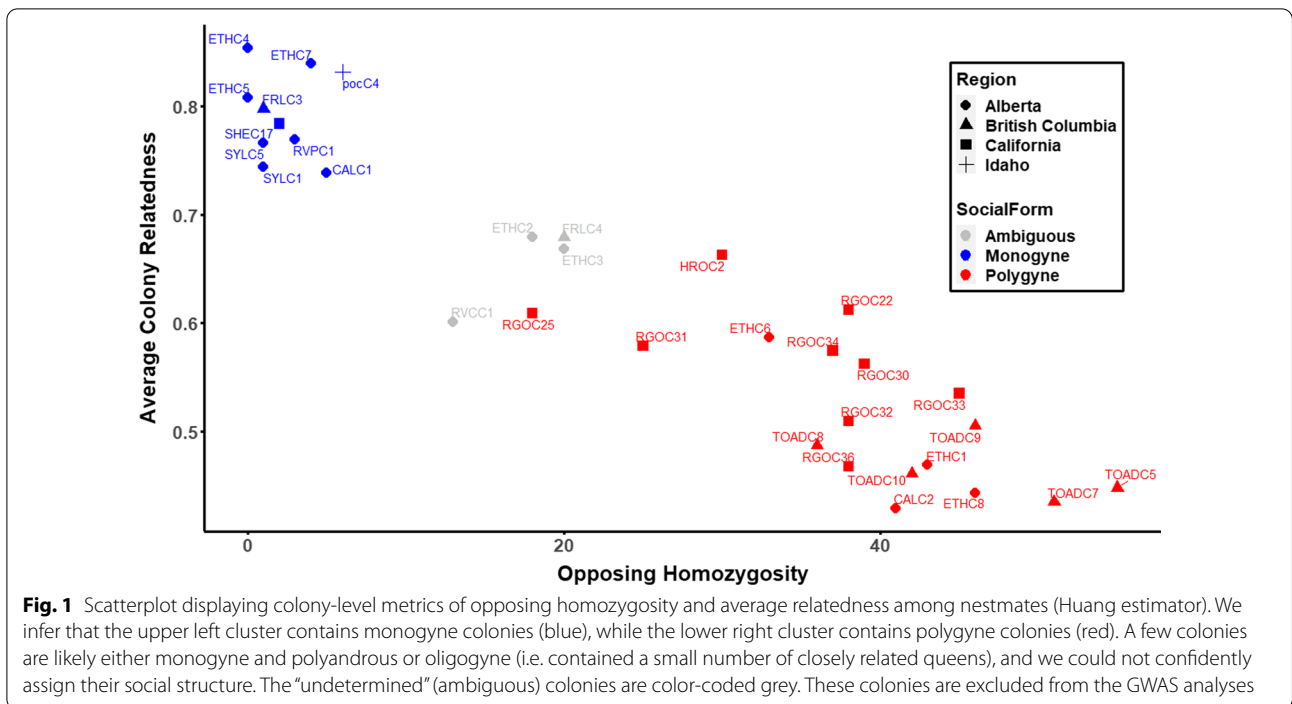 ETHC4
ETHC7
pocC4
ETHC5
FRLC3
0.8
SHEC17
RVPC1
SYLC5
SYLC1
CALC1
Region
Alberta
British Columbia
California
Idaho
SocialForm
Ambiguous
Monogyne
Polygyne
Average Colony Relatedness
0.7
ETHC2
FRLC4
ETHC3
HROC2
RGOC22
RVCC1
0.6
RGOC25
RGOC31
ETHC6
RGOC34
RGOC30
RGOC33
RGOC32
0.5
TOADC8
TOADC9
RGOC36
ETHC1
TOADC10
TOADC5
CALC2
ETHC8
TOADC7
0
20
40
Opposing Homozygosity
Fig. 1 Scatterplot displaying colony-level metrics of opposing homozygosity and average relatedness among nestmates (Huang estimator). We
infer that the upper left cluster contains monogyne colonies (blue), while the lower right cluster contains polygyne colonies (red). A few colonies
are likely either monogyne and polyandrous or oligogyne (i.e. contained a small number of closely related queens), and we could not confidently
assign their social structure. The "undetermined" (ambiguous) colonies are color-coded grey. These colonies are excluded from the GWAS analyses